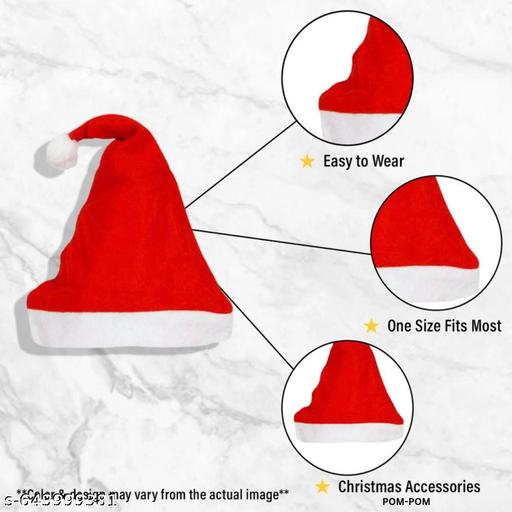 Easy to Wear
One Size Fits Most
Christmas Accessories
POM-POM
**Color & design may vary from the actual image**
s-643999381